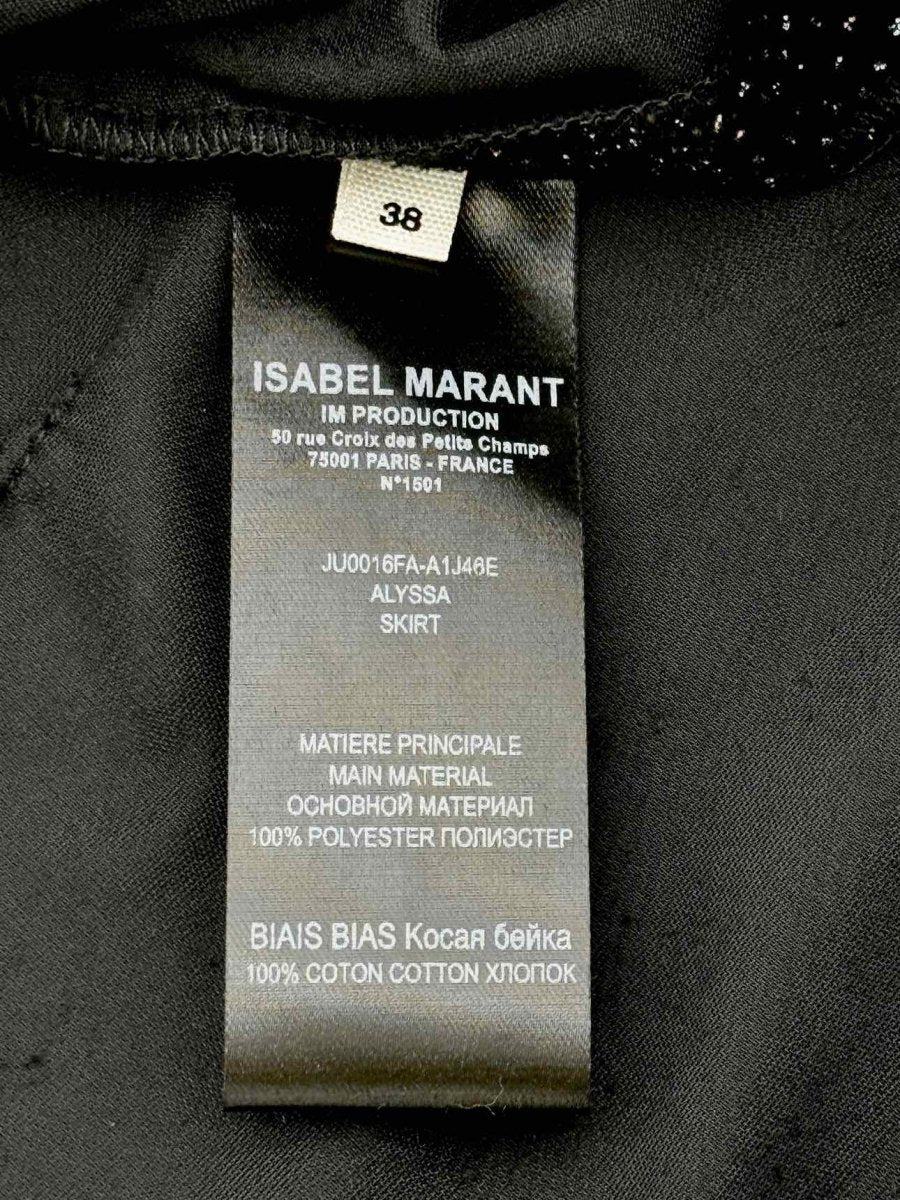 38
ISABEL MARANT
IM PRODUCTION
50 rue Croix des Petits Champs
75001 PARIS - FRANCE
N°1501
JU0016FA-A1J46E
ALYSSA
SKIRT
MATIERE PRINCIPALE
MAIN MATERIAL
ОСНОВНОЙ МАТЕРИАЛ
100% POLYESTER ПОЛИЭСТЕР
BIAIS BIAS Косая бейка
100% COTON COTTON ХЛОПОК